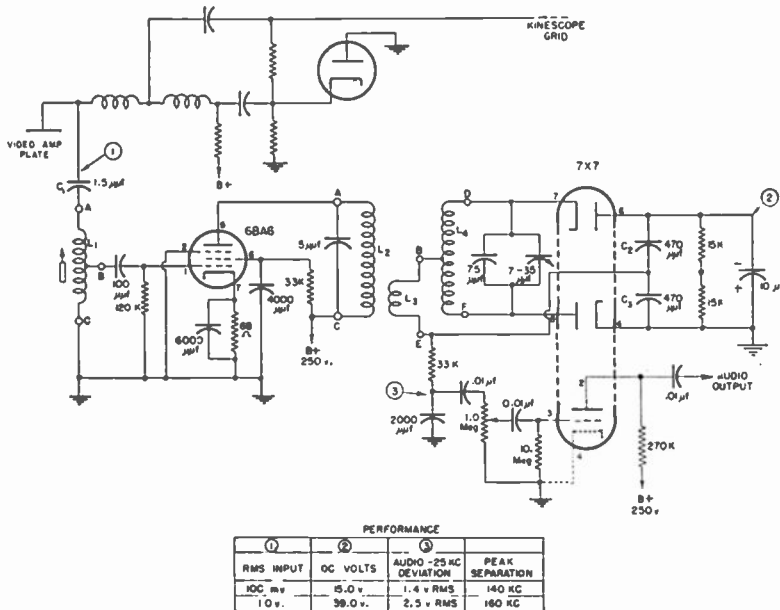 KINESCOPE
GRID
VIDEO AMP
PLATE
1
B+
C1
1.5 µµf
A
L1
B
C
100
µµf
120 K
6BA6
5
2
1
6
7
6000
µµf
68
Ω
4000
µµf
33K
B+
250 v.
A
5 µµf
L2
C
B
L3
E
D
L4
F
75
µµf
7-35
µµf
7X7
7
6
5
4
C2
470
µµf
C3
470
µµf
15K
15K
2
-
+
10 µ
33 K
3
.01 µf
2000
µµf
1.0
Meg
0.01µf
10.
Meg
3
2
4
AUDIO
OUTPUT
.01µf
270K
B+
250 v
PERFORMANCE
1 2 3
RMS INPUT DC VOLTS AUDIO -25 KC DEVIATION PEAK SEPARATION
100 mv 15.0 v 1.4 v RMS 140 KC
1 0 v. 39.0 v. 2.5 v RMS 160 KC